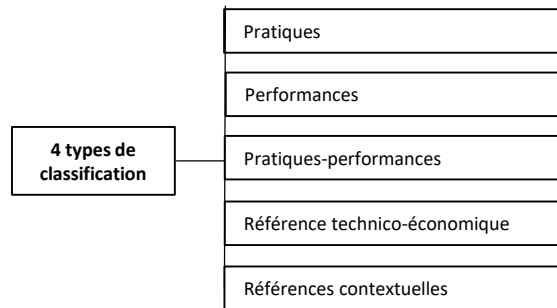 Pratiques
Performances
4 types de
classification
Pratiques-performances
Référence technico-économique
Références contextuelles